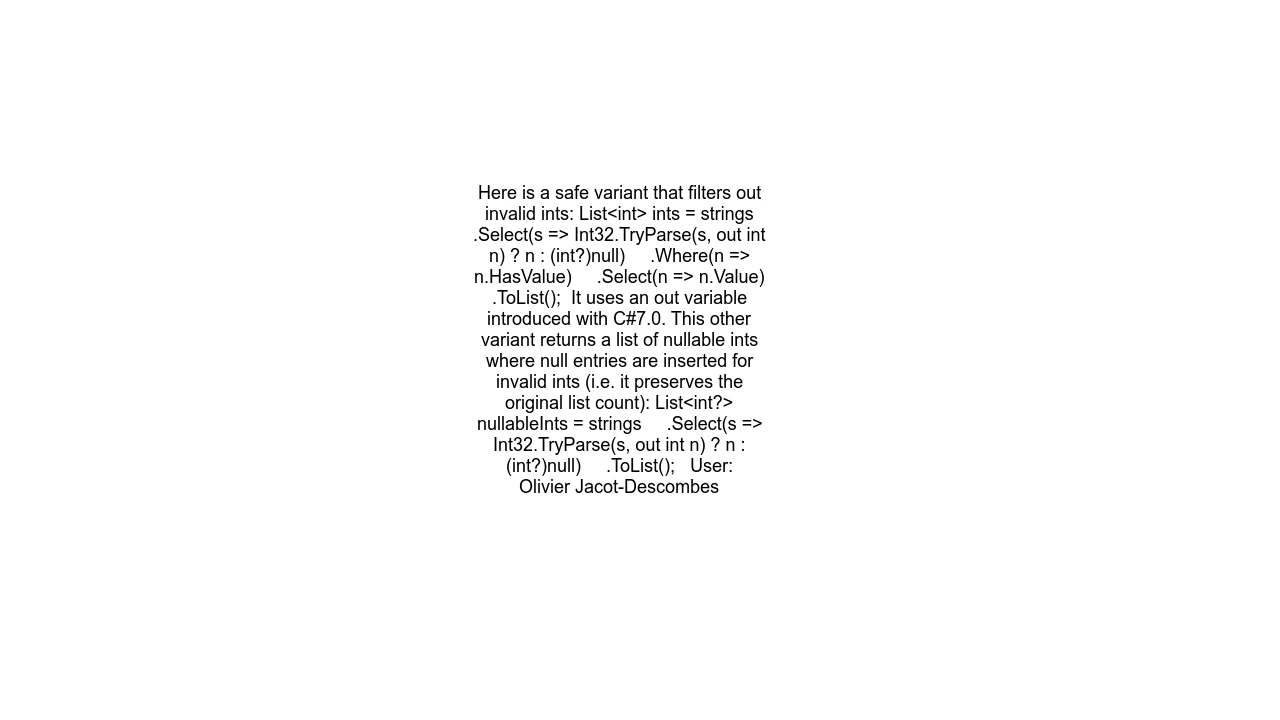 Here is a safe variant that filters out
invalid ints: List<int> ints = strings
.Select(s => Int32.TryParse(s, out int
n) ? n : (int?)null)     .Where(n =>
n.HasValue)     .Select(n => n.Value)
.ToList();  It uses an out variable
introduced with C#7.0. This other
variant returns a list of nullable ints
where null entries are inserted for
invalid ints (i.e. it preserves the
original list count): List<int?>
nullableInts = strings     .Select(s =>
Int32.TryParse(s, out int n) ? n :
(int?)null)     .ToList();   User:
Olivier Jacot-Descombes